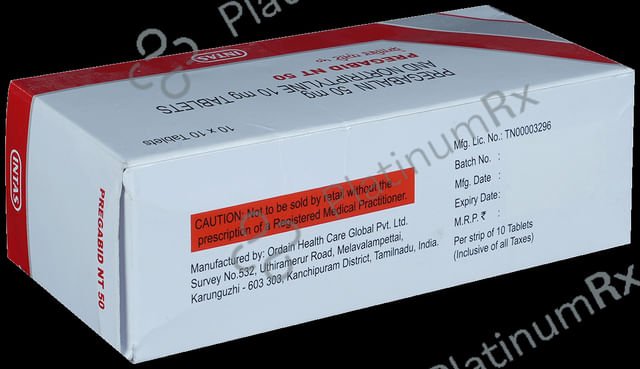 INTAS
प्रेगाबिड एनटी 50
PREGABID NT 50
PREGABALIN 50 mg
AND NORTRIPTYLINE 10 mg TABLETS
10 x 10 Tablets
INTAS
PREGABID NT 50
CAUTION: Not to be sold by retail without the
prescription of a Registered Medical Practitioner.
Manufactured by: Ordain Health Care Global Pvt. Ltd.
Survey No.532, Uthiramerur Road, Melavalampettai,
Karunguzhi - 603 300, Kanchipuram District, Tamilnadu, India.
Mfg. Lic. No.: TN00003296
Batch No. :
Mfg. Date :
Expiry Date:
M.R.P. ₹ :
Per strip of 10 Tablets
(Inclusive of all Taxes)
PlatinumRx
PlatinumRx